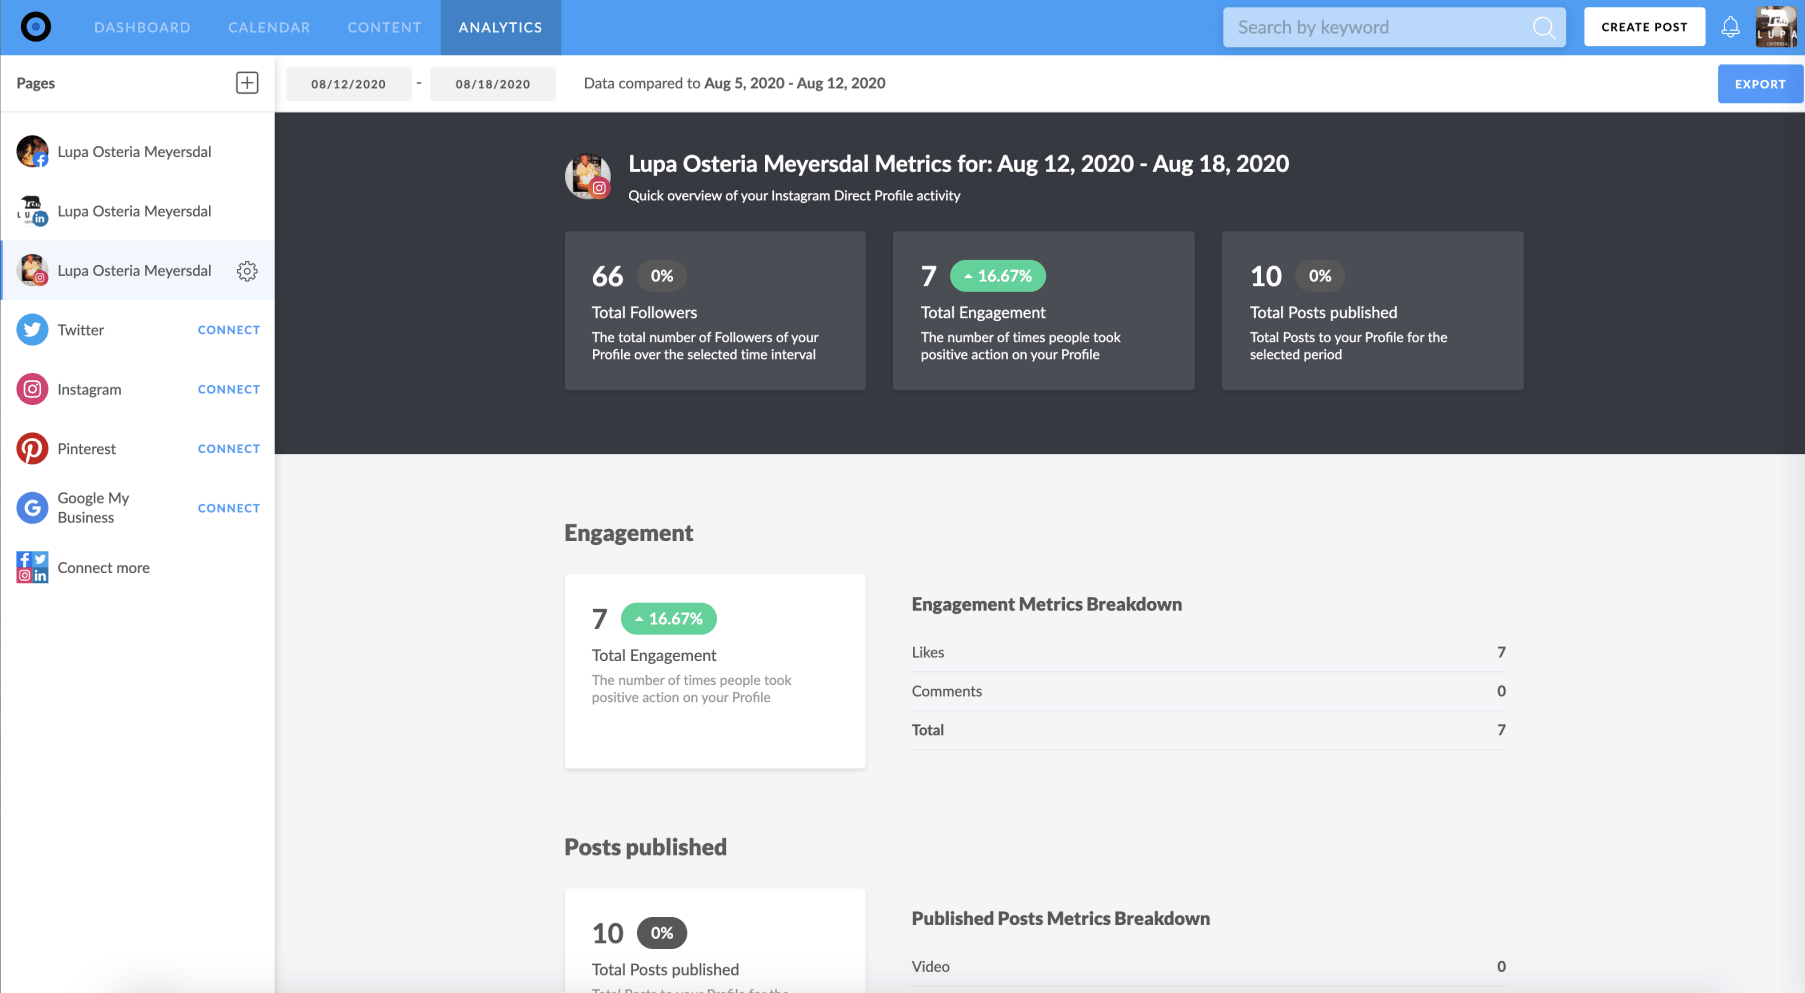 DASHBOARD
CALENDAR
CONTENT
ANALYTICS
Search by keyword
CREATE POST
LUPA
Pages
08/12/2020 - 08/18/2020
Data compared to Aug 5, 2020 - Aug 12, 2020
EXPORT
Lupa Osteria Meyersdal
Lupa Osteria Meyersdal
Lupa Osteria Meyersdal
Twitter
CONNECT
Instagram
CONNECT
Pinterest
CONNECT
Google My
Business
CONNECT
Connect more
Lupa Osteria Meyersdal Metrics for: Aug 12, 2020 - Aug 18, 2020
Quick overview of your Instagram Direct Profile activity
66 0%
Total Followers
The total number of Followers of your
Profile over the selected time interval
7 16.67%
Total Engagement
The number of times people took
positive action on your Profile
10 0%
Total Posts published
Total Posts to your Profile for the
selected period
Engagement
7 16.67%
Total Engagement
The number of times people took
positive action on your Profile
Engagement Metrics Breakdown
Likes 7
Comments 0
Total 7
Posts published
10 0%
Total Posts published
Total Posts to your Profile for the
Published Posts Metrics Breakdown
Video 0